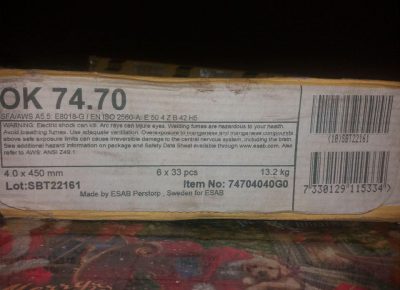 OK 74.70
SFA/AWS A5.5: E8018-G / EN ISO 2560-A: E 50 4 Z B 42 H5
WARNING: Electric shock can kill. Arc rays can injure eyes. Welding fumes are hazardous to your health.
Avoid breathing fumes. Use adequate ventilation. Overexposure to manganese and manganese compounds
above safe exposure limits can cause irreversible damage to the central nervous system, including the brain.
See additional hazard information on package and Safety Data Sheet available through www.esab.com. Also
refer to AWS: ANSI Z49.1
4.0 x 450 mm 6 x 33 pcs 13.2 kg
Lot:SBT22161 Item No: 74704040G0
Made by ESAB Perstorp, Sweden for ESAB
(10)SBT22161
7 330129 115334